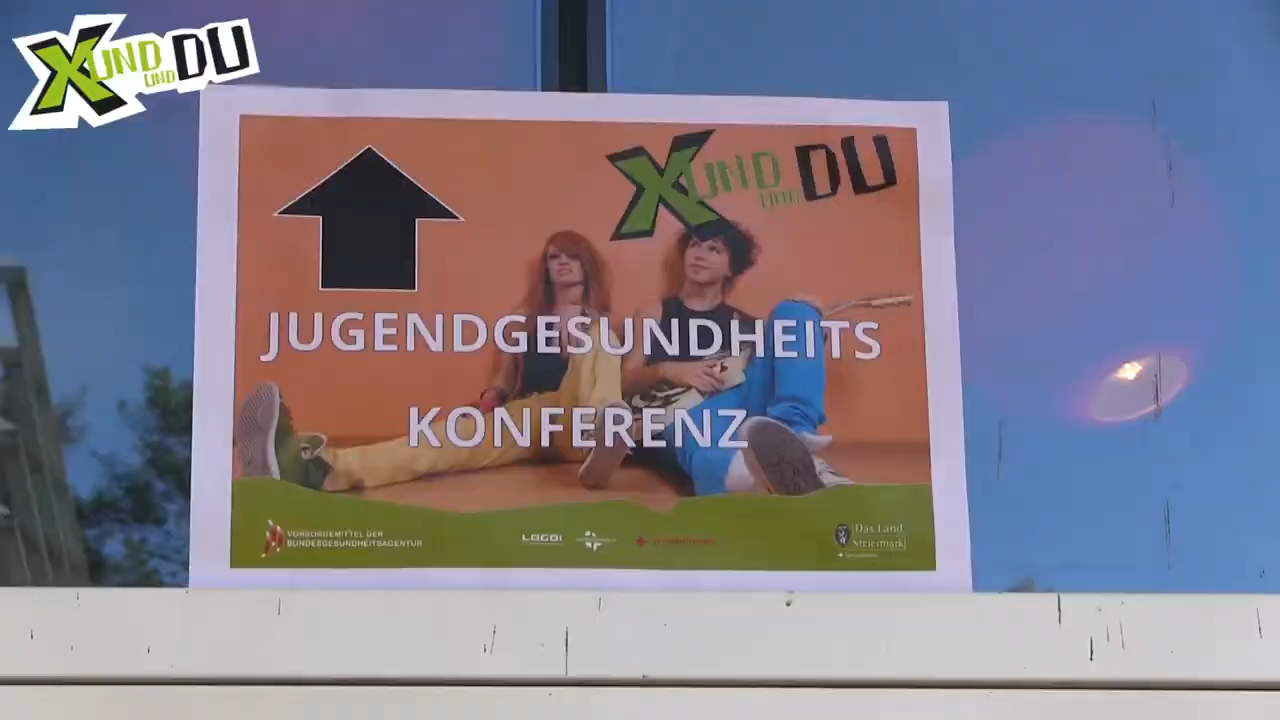 XUND UND DU
XUND UND DU
JUGENDGESUNDHEITS
KONFERENZ
VORSORGEMITTEL DER
BUNDESGESUNDHEITSAGENTUR
LOGO!
Das Land
Steiermark